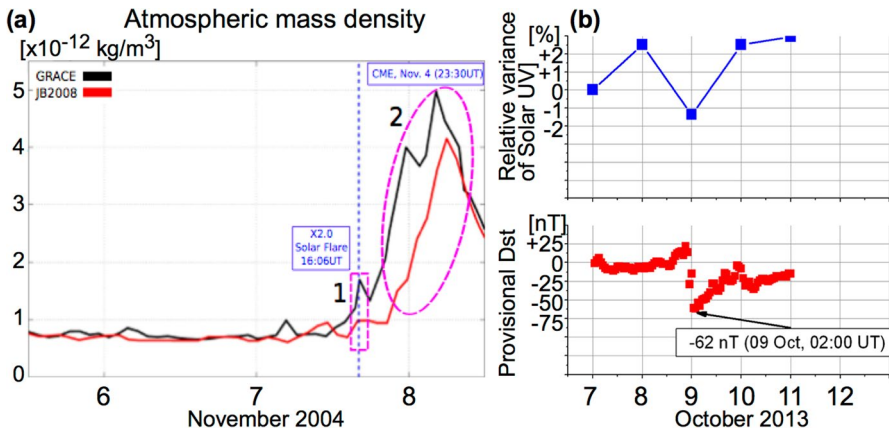 (a)
Atmospheric mass density
[x10⁻¹² kg/m³]
GRACE
JB2008
CME, Nov. 4 (23:30UT)
5
4
3
2
1
0
2
X2.0
Solar Flare
16:06UT
1
6 7 8
November 2004
(b)
[%]
+2
+1
0
-1
-2
Relative variance
of Solar UV
[nT]
+25
0
-25
-50
-75
Provisional Dst
-62 nT (09 Oct, 02:00 UT)
7 8 9 10 11 12
October 2013